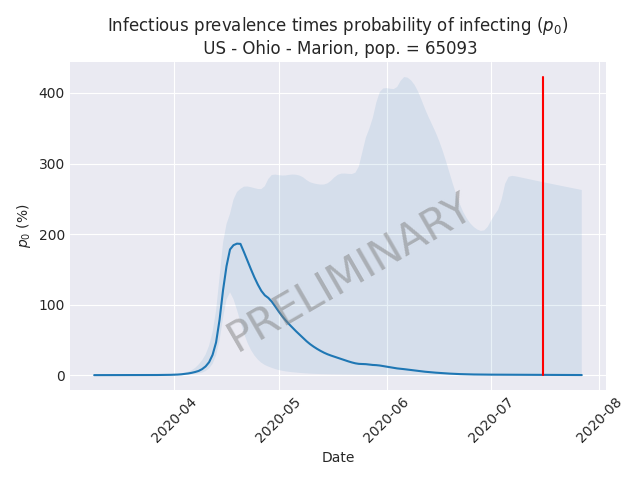 Infectious prevalence times probability of infecting (p₀)
US - Ohio - Marion, pop. = 65093
400
300
200
100
0
p₀ (%)
PRELIMINARY
2020-04
2020-05
2020-06
2020-07
2020-08
Date